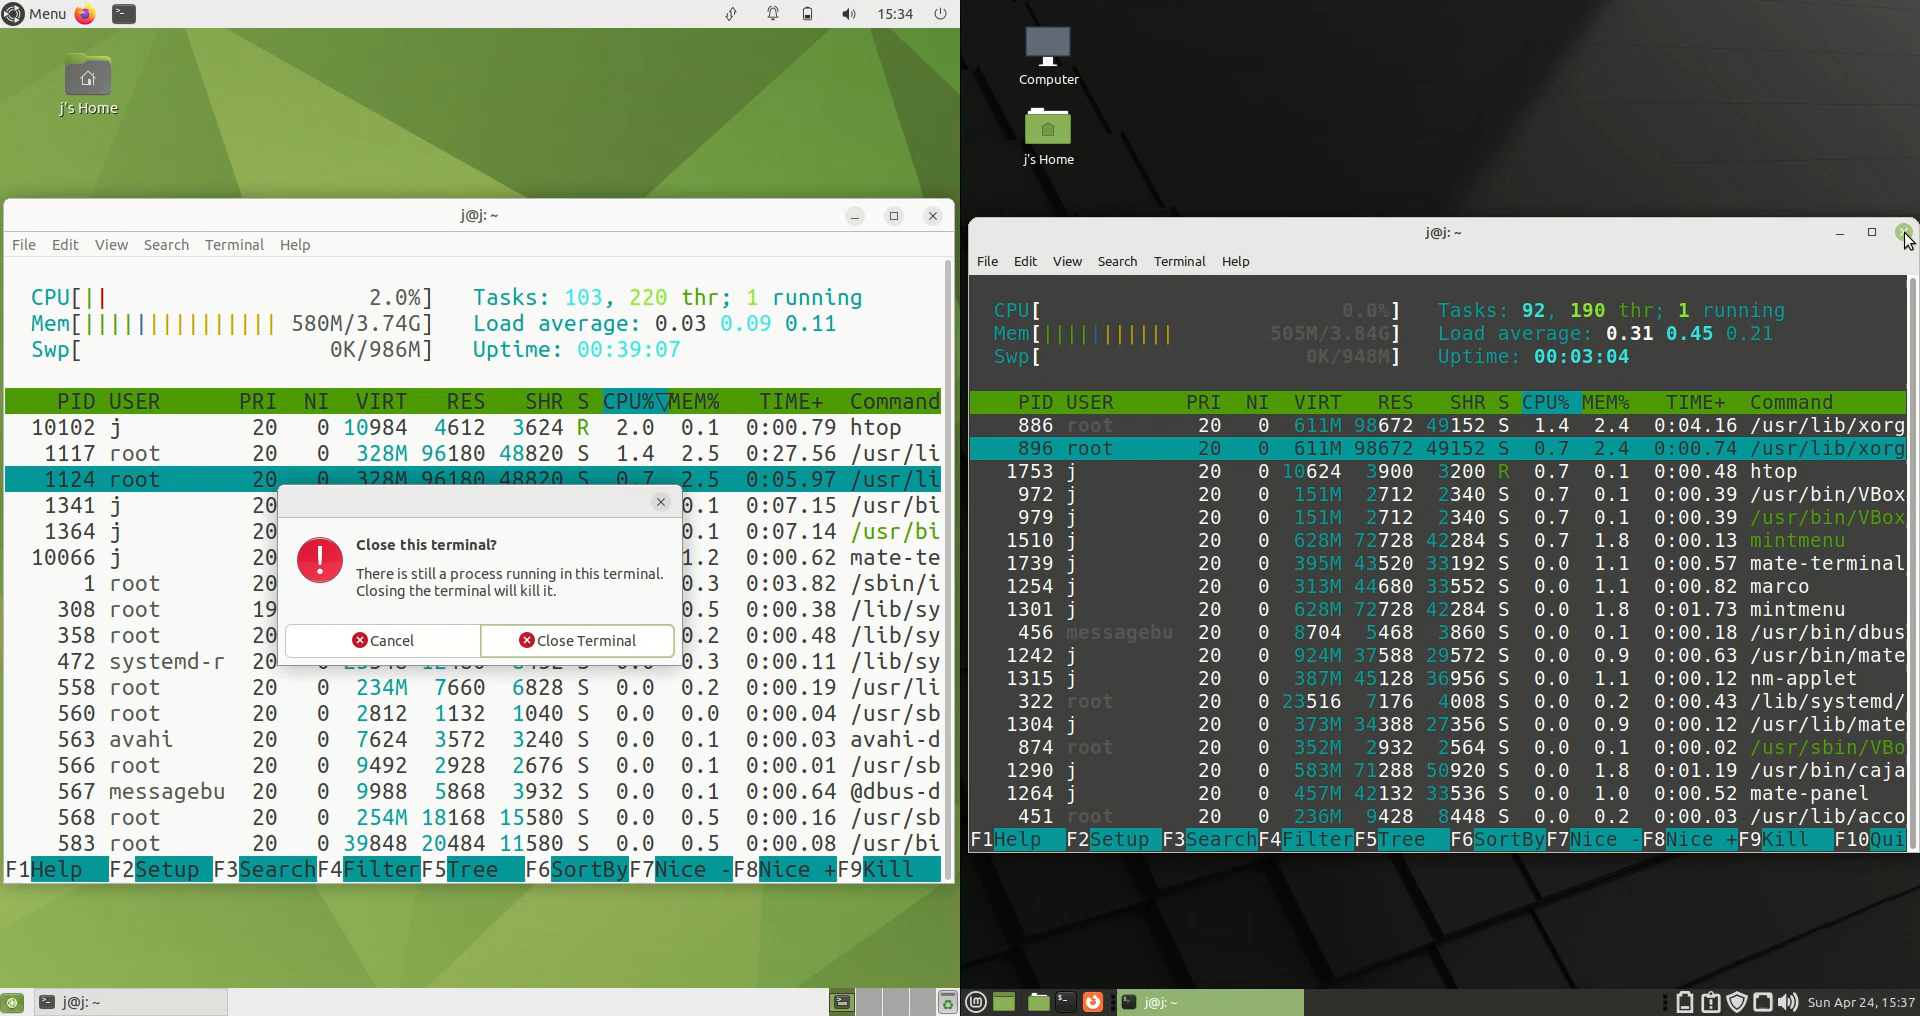 Menu
15:34
j's Home
j@j: ~
File Edit View Search Terminal Help
CPU[|| 2.0%] Tasks: 103, 220 thr; 1 running
Mem[||||||||||||||| 580M/3.74G] Load average: 0.03 0.09 0.11
Swp[ 0K/986M] Uptime: 00:39:07
PID USER PRI NI VIRT RES SHR S CPU%▽MEM% TIME+ Command
10102 j 20 0 10984 4612 3624 R 2.0 0.1 0:00.79 htop
1117 root 20 0 328M 96180 48820 S 1.4 2.5 0:27.56 /usr/li
1124 root 20 0 328M 96180 48820 S 0.7 2.5 0:05.97 /usr/li
1341 j 20 0.1 0:07.15 /usr/bi
1364 j 20 0.1 0:07.14 /usr/bi
10066 j 20 1.2 0:00.62 mate-te
1 root 20 0.3 0:03.82 /sbin/i
308 root 19 0.5 0:00.38 /lib/sy
358 root 20 0.2 0:00.48 /lib/sy
472 systemd-r 20 0.3 0:00.11 /lib/sy
558 root 20 0 234M 7660 6828 S 0.0 0.2 0:00.19 /usr/li
560 root 20 0 2812 1132 1040 S 0.0 0.0 0:00.04 /usr/sb
563 avahi 20 0 7624 3572 3240 S 0.0 0.1 0:00.03 avahi-d
566 root 20 0 9492 2928 2676 S 0.0 0.1 0:00.01 /usr/sb
567 messagebu 20 0 9988 5868 3932 S 0.0 0.1 0:00.64 @dbus-d
568 root 20 0 254M 18168 15580 S 0.0 0.5 0:00.16 /usr/sb
583 root 20 0 39848 20484 11580 S 0.0 0.5 0:00.08 /usr/bi
F1Help F2Setup F3SearchF4FilterF5Tree F6SortByF7Nice -F8Nice +F9Kill
Close this terminal?
There is still a process running in this terminal.
Closing the terminal will kill it.
Cancel
Close Terminal
j@j: ~
Computer
j's Home
j@j: ~
File Edit View Search Terminal Help
CPU[ 0.0%] Tasks: 92, 190 thr; 1 running
Mem[||||||||||| 505M/3.84G] Load average: 0.31 0.45 0.21
Swp[ 0K/948M] Uptime: 00:03:04
PID USER PRI NI VIRT RES SHR S CPU% MEM% TIME+ Command
886 root 20 0 611M 98672 49152 S 1.4 2.4 0:04.16 /usr/lib/xorg
896 root 20 0 611M 98672 49152 S 0.7 2.4 0:00.74 /usr/lib/xorg
1753 j 20 0 10624 3900 3200 R 0.7 0.1 0:00.48 htop
972 j 20 0 151M 2712 2340 S 0.7 0.1 0:00.39 /usr/bin/VBox
979 j 20 0 151M 2712 2340 S 0.7 0.1 0:00.39 /usr/bin/VBox
1510 j 20 0 628M 72728 42284 S 0.7 1.8 0:00.13 mintmenu
1739 j 20 0 395M 43520 33192 S 0.0 1.1 0:00.57 mate-terminal
1254 j 20 0 313M 44680 33552 S 0.0 1.1 0:00.82 marco
1301 j 20 0 628M 72728 42284 S 0.0 1.8 0:01.73 mintmenu
456 messagebu 20 0 8704 5468 3860 S 0.0 0.1 0:00.18 /usr/bin/dbus
1242 j 20 0 924M 37588 29572 S 0.0 0.9 0:00.63 /usr/bin/mate
1315 j 20 0 387M 45128 36956 S 0.0 1.1 0:00.12 nm-applet
322 root 20 0 23516 7176 4008 S 0.0 0.2 0:00.43 /lib/systemd/
1304 j 20 0 373M 34388 27356 S 0.0 0.9 0:00.12 /usr/lib/mate
874 root 20 0 352M 2932 2564 S 0.0 0.1 0:00.02 /usr/sbin/VBo
1290 j 20 0 583M 71288 50920 S 0.0 1.8 0:01.19 /usr/bin/caja
1264 j 20 0 457M 42132 33536 S 0.0 1.0 0:00.52 mate-panel
451 root 20 0 236M 9428 8448 S 0.0 0.2 0:00.03 /usr/lib/acco
F1Help F2Setup F3SearchF4FilterF5Tree F6SortByF7Nice -F8Nice +F9Kill F10Qui
j@j: ~
Sun Apr 24, 15:37